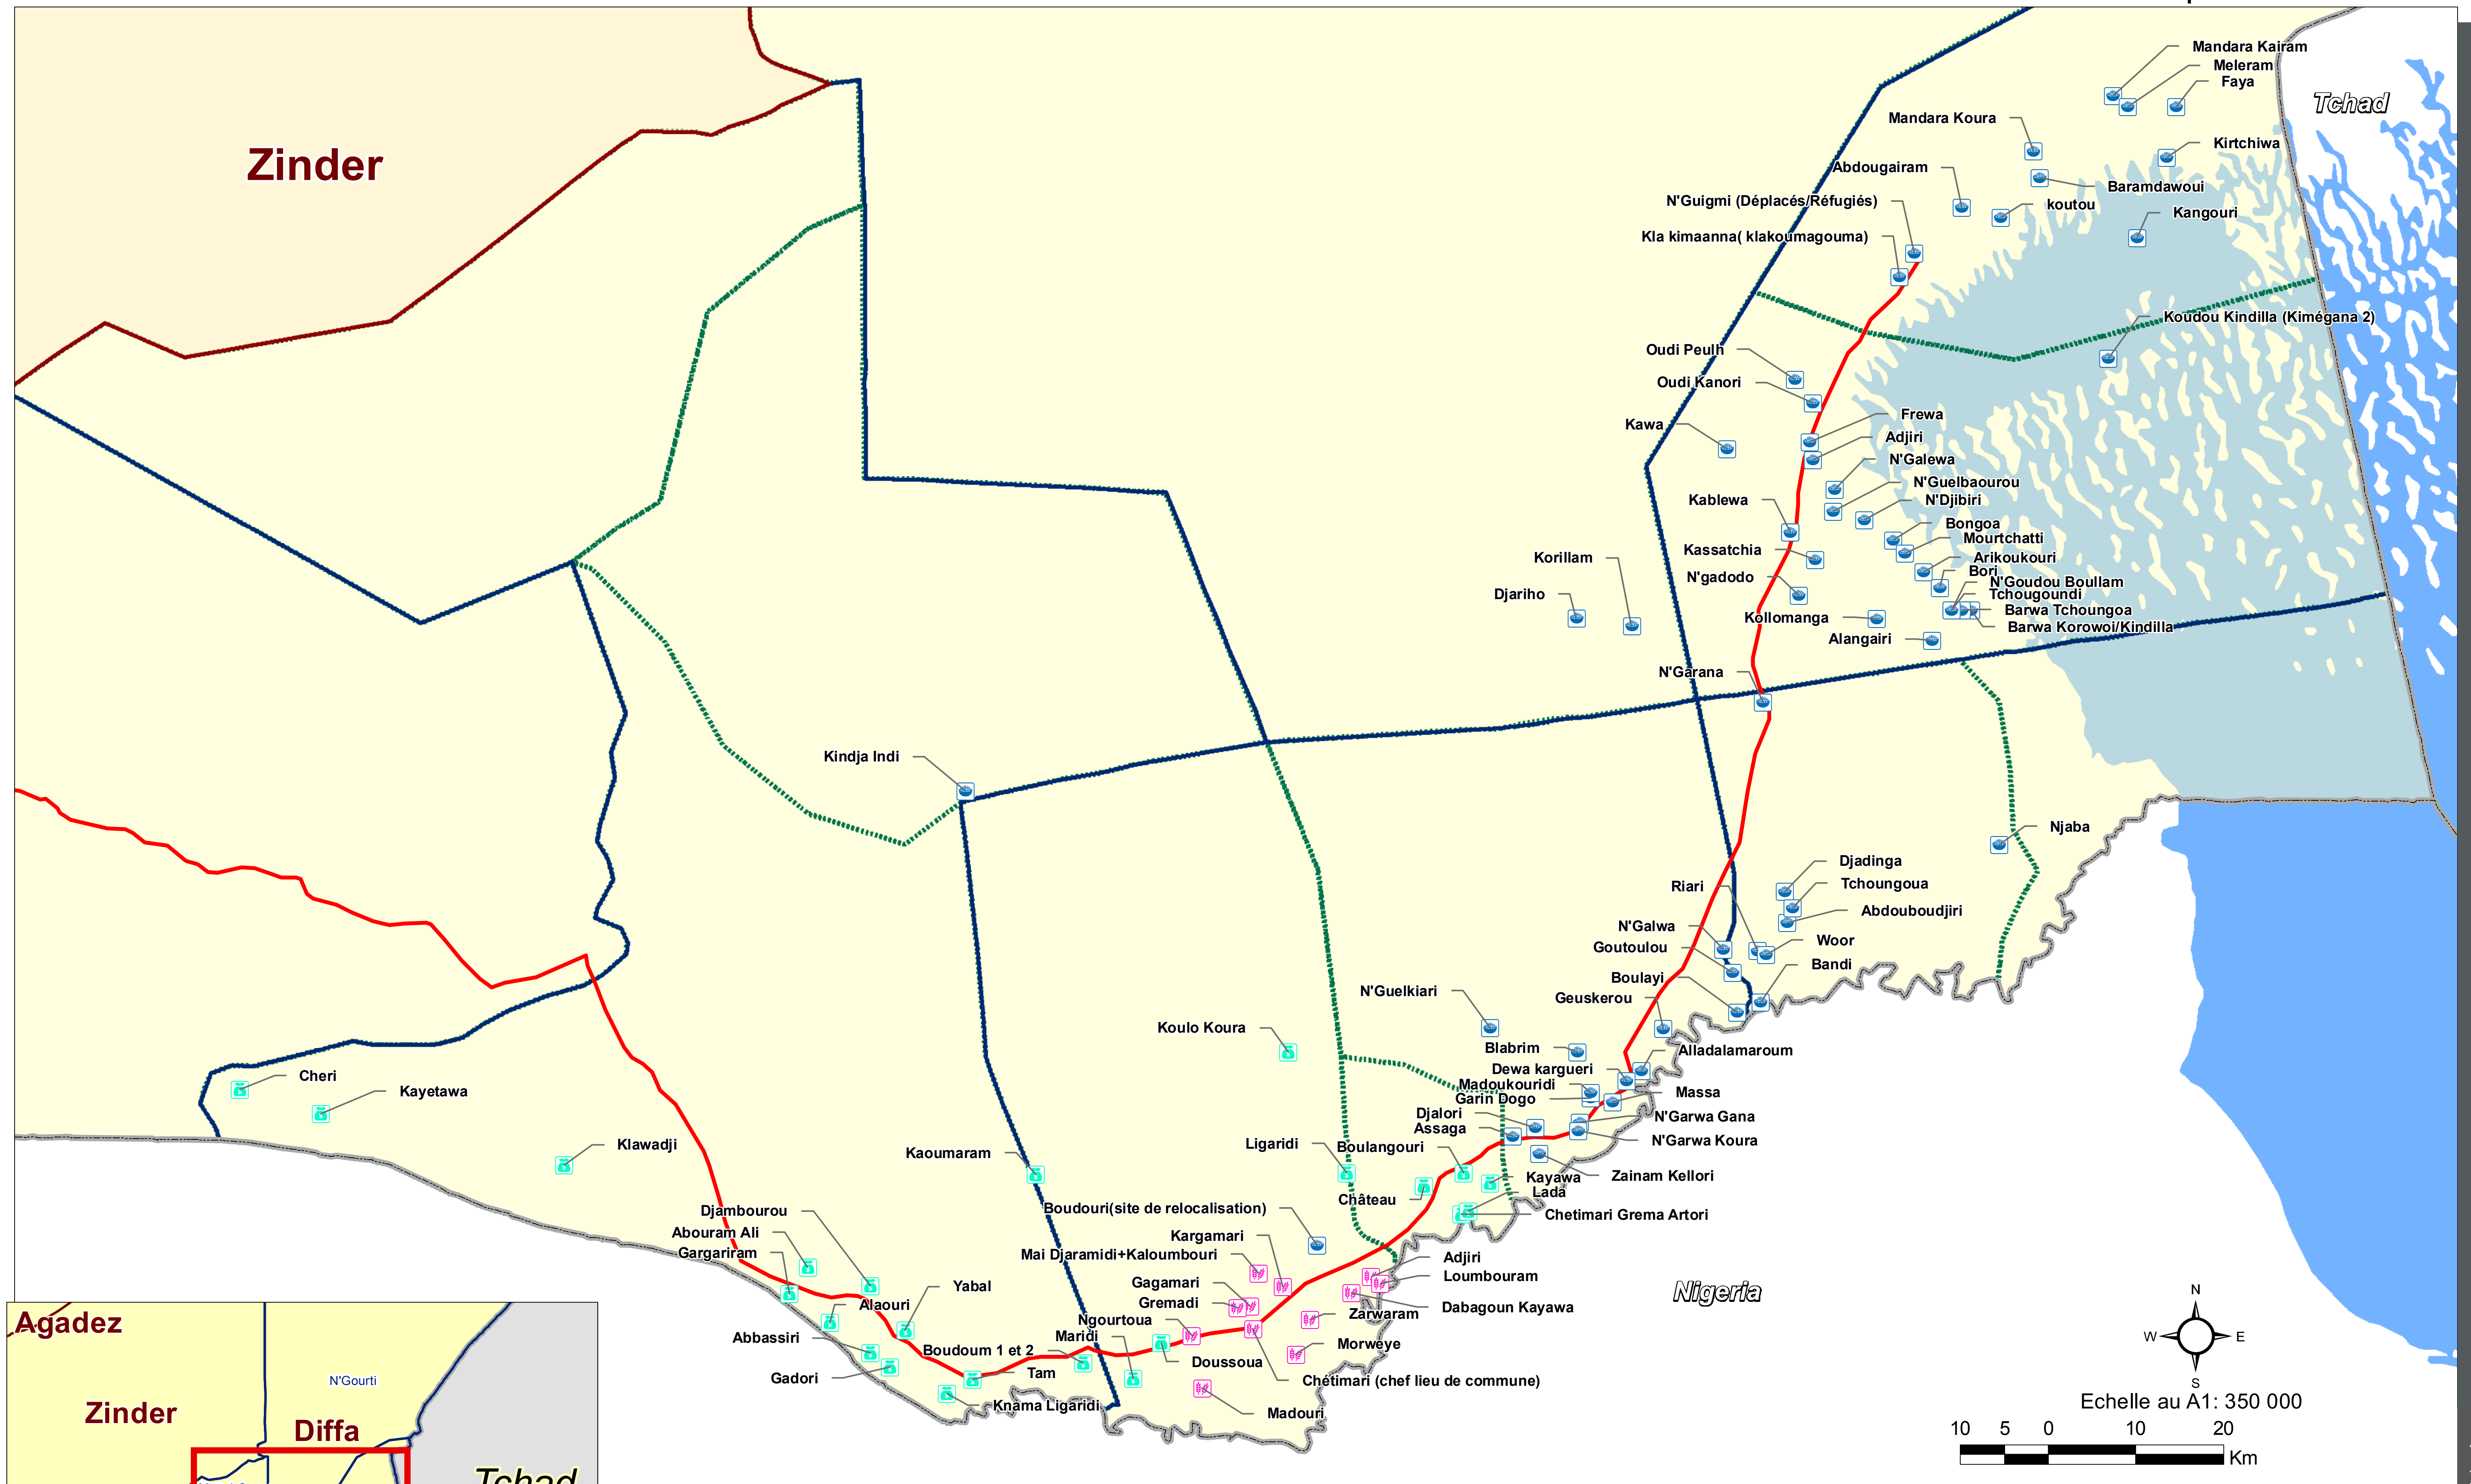 Mandara Kairam
Meleram
Faya
Tchad
Mandara Koura
Kirtchiwa
Zinder
Abdougairam
Baramdawoui
N'Guigmi (Déplacés/Réfugiés)
koutou
Kangouri
Kla kimaanna( klakoumagouma)
Koudou Kindilla (Kimégana 2)
Oudi Peulh
Oudi Kanori
Frewa
Kawa
Adjiri
N'Galewa
N'Guelbaourou
Kablewa
N'Djibiri
Bongoa
Mourtchatti
Kassatchia
Korillam
Arikoukouri
Bori
N'gadodo
N'Goudou Boullam
Djariho
Tchougoundi
Barwa Tchoungoa
Kollomanga
Barwa Korowoi/Kindilla
Alangairi
N'Garana
Kindja Indi
Njaba
Djadinga
Riari
Tchoungoua
Abdouboudjiri
N'Galwa
Woor
Goutoulou
Bandi
Boulayi
N'Guelkiari
Geuskerou
Koulo Koura
Blabrim
Alladalamaroum
Dewa kargueri
Cheri
Madoukouridi
Kayetawa
Massa
Garin Dogo
Djalori
N'Garwa Gana
Assaga
N'Garwa Koura
Klawadji
Ligaridi
Boulangouri
Kaoumaram
Kayawa
Zainam Kellori
Lada
Château
Boudouri(site de relocalisation)
Djambourou
Chetimari Grema Artori
Abouram Ali
Kargamari
Gargariram
Mai Djaramidi+Kaloumbouri
Adjiri
Loumbouram
Gagamari
Yabal
Nigeria
Gremadi
Alaouri
Dabagoun Kayawa
Zarwaram
Ngourtoua
Maridi
Abbassiri
Morweye
Boudoum 1 et 2
Doussoua
Tam
Gadori
Chétimari (chef lieu de commune)
Knama Ligaridi
Madouri
Agadez
N'Gourti
Zinder
Diffa
Tchad
N
W
E
S
Echelle au A1: 350 000
10 5 0 10 20
Km